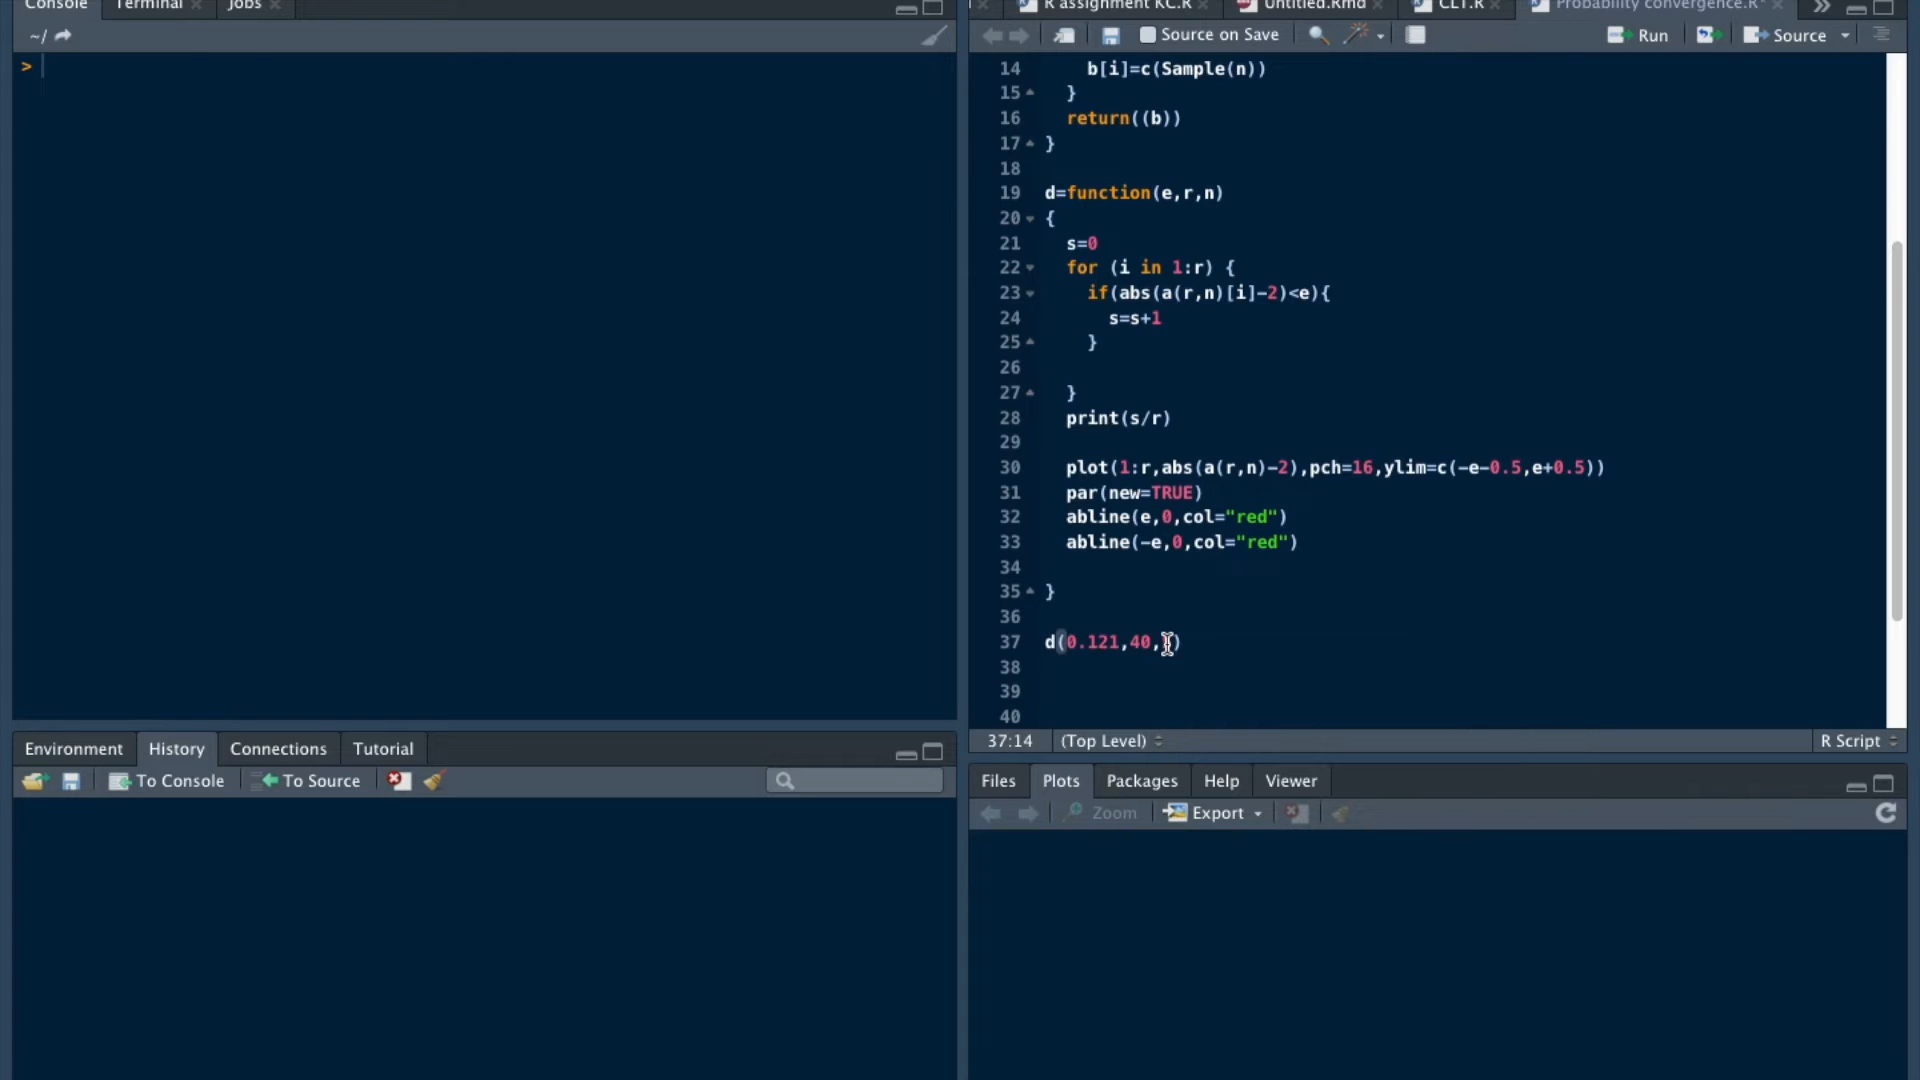 Console Terminal Jobs
~/
>
R assignment KC.R Untitled.Rmd CLT.R Probability convergence.R*
Source on Save Run Source
14 b[i]=c(Sample(n))
15 }
16 return((b))
17 }
18
19 d=function(e,r,n)
20 {
21 s=0
22 for (i in 1:r) {
23 if(abs(a(r,n)[i]-2)<e){
24 s=s+1
25 }
26
27 }
28 print(s/r)
29
30 plot(1:r,abs(a(r,n)-2),pch=16,ylim=c(-e-0.5,e+0.5))
31 par(new=TRUE)
32 abline(e,0,col="red")
33 abline(-e,0,col="red")
34
35 }
36
37 d(0.121,40,)
38
39
40
37:14 (Top Level) R Script
Environment History Connections Tutorial
To Console To Source
Files Plots Packages Help Viewer
Zoom Export